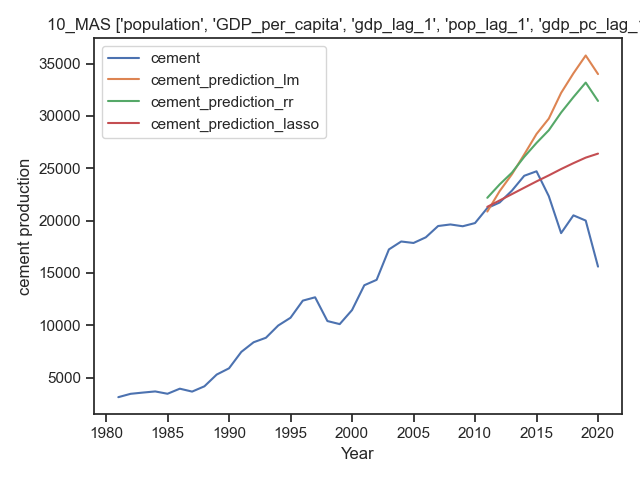 10_MAS ['population', 'GDP_per_capita', 'gdp_lag_1', 'pop_lag_1', 'gdp_pc_lag_
cement
cement_prediction_lm
cement_prediction_rr
cement_prediction_lasso
cement production
35000
30000
25000
20000
15000
10000
5000
1980 1985 1990 1995 2000 2005 2010 2015 2020
Year